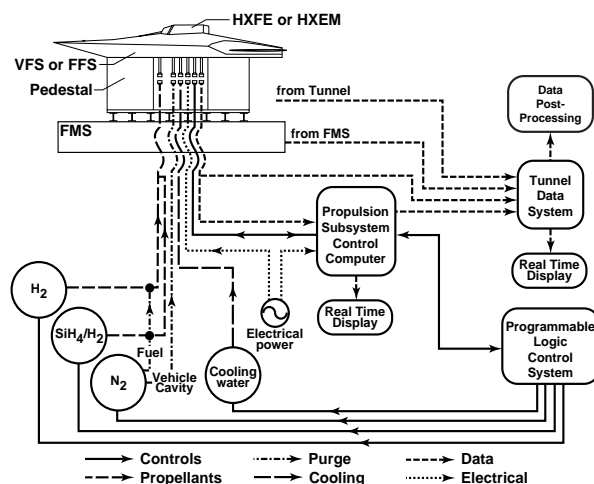 HXFE or HXEM
VFS or FFS
Pedestal
FMS
from Tunnel
from FMS
Data
Post-
Processing
Tunnel
Data
System
Real Time
Display
Propulsion
Subsystem
Control
Computer
Real Time
Display
Electrical
power
Programmable
Logic
Control
System
H2
SiH4/H2
Fuel
N2
Vehicle
Cavity
Cooling
water
Controls
Purge
Data
Propellants
Cooling
Electrical